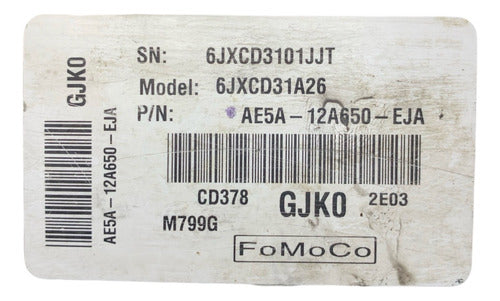 GJK0
AE5A-12A650-EJA
SN: 6JXCD3101JJT
Model: 6JXCD31A26
P/N: AE5A-12A650-EJA
CD378 GJK0 2E03
M799G
FoMoCo